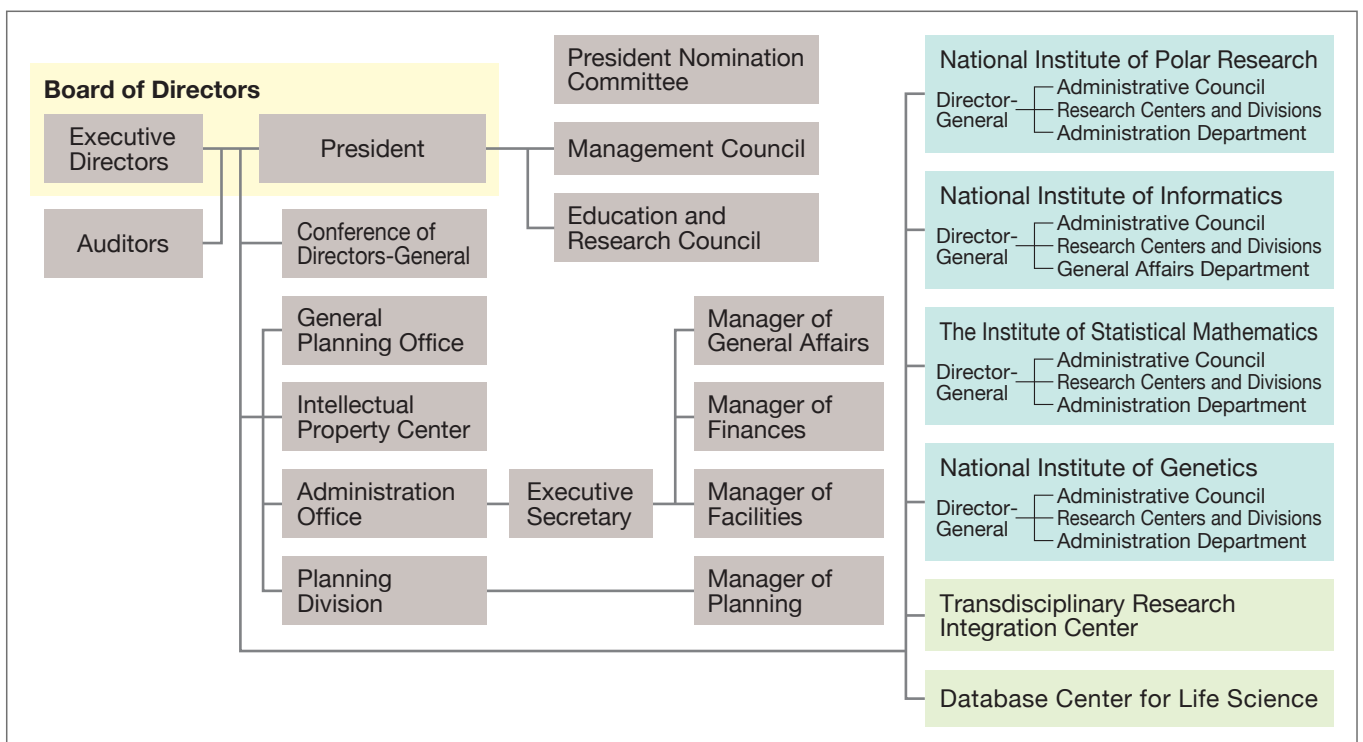 Board of Directors
Executive
Directors
President
Auditors
President Nomination
Committee
Management Council
Education and
Research Council
Conference of
Directors-General
General
Planning Office
Intellectual
Property Center
Administration
Office
Executive
Secretary
Planning
Division
Manager of
General Affairs
Manager of
Finances
Manager of
Facilities
Manager of
Planning
National Institute of Polar Research
Director-
General
Administrative Council
Research Centers and Divisions
Administration Department
National Institute of Informatics
Director-
General
Administrative Council
Research Centers and Divisions
General Affairs Department
The Institute of Statistical Mathematics
Director-
General
Administrative Council
Research Centers and Divisions
Administration Department
National Institute of Genetics
Director-
General
Administrative Council
Research Centers and Divisions
Administration Department
Transdisciplinary Research
Integration Center
Database Center for Life Science